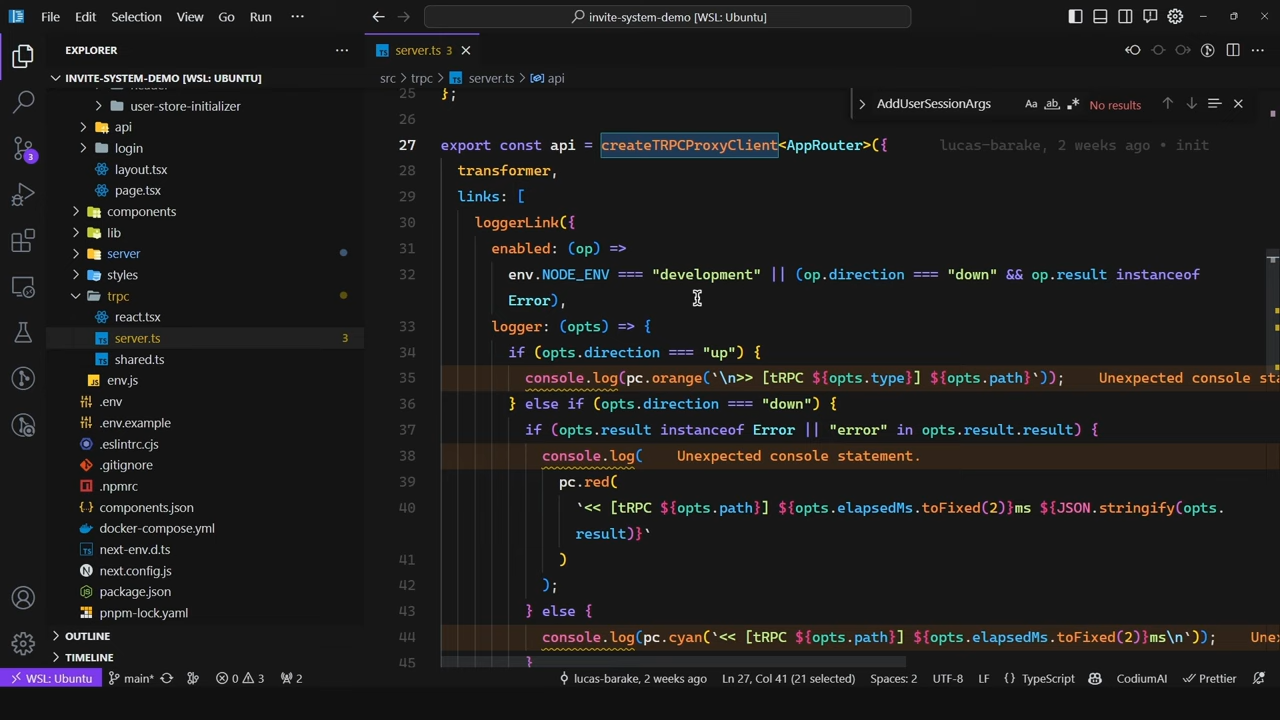 File Edit Selection View Go Run ···
invite-system-demo [WSL: Ubuntu]
EXPLORER ···
INVITE-SYSTEM-DEMO [WSL: UBUNTU]
user-store-initializer
api
login
layout.tsx
page.tsx
components
lib
server
styles
trpc
react.tsx
server.ts 3
shared.ts
env.js
.env
.env.example
.eslintrc.cjs
.gitignore
.npmrc
components.json
docker-compose.yml
next-env.d.ts
next.config.js
package.json
pnpm-lock.yaml
OUTLINE
TIMELINE
3
server.ts 3
src > trpc > server.ts > api
AddUserSessionArgs Aa ab No results
25 };
26
27 export const api = createTRPCProxyClient<AppRouter>({ lucas-barake, 2 weeks ago • init
28 transformer,
29 links: [
30 loggerLink({
31 enabled: (op) =>
32 env.NODE_ENV === "development" || (op.direction === "down" && op.result instanceof
Error),
33 logger: (opts) => {
34 if (opts.direction === "up") {
35 console.log(pc.orange(`\n>> [tRPC ${opts.type}] ${opts.path}`)); Unexpected console sta
36 } else if (opts.direction === "down") {
37 if (opts.result instanceof Error || "error" in opts.result.result) {
38 console.log( Unexpected console statement.
39 pc.red(
40 `<< [tRPC ${opts.path}] ${opts.elapsedMs.toFixed(2)}ms ${JSON.stringify(opts.
result)}`
41 )
42 );
43 } else {
44 console.log(pc.cyan(`<< [tRPC ${opts.path}] ${opts.elapsedMs.toFixed(2)}ms\n`)); Une
45 }
WSL: Ubuntu main* 0 3 2 lucas-barake, 2 weeks ago Ln 27, Col 41 (21 selected) Spaces: 2 UTF-8 LF {} TypeScript CodiumAI Prettier